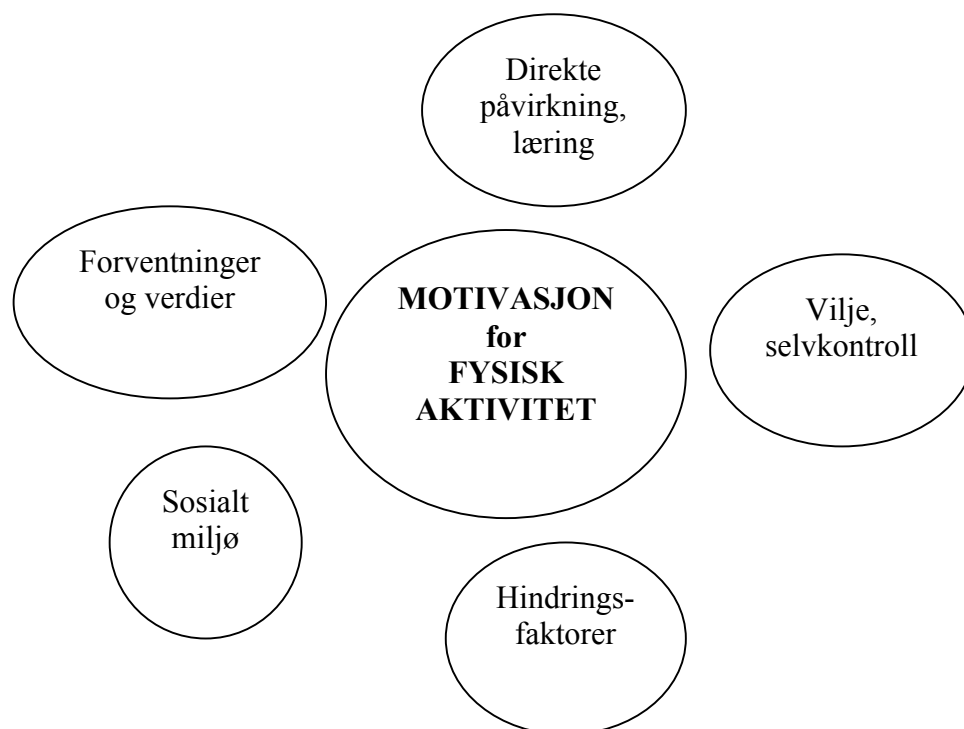 Direkte
påvirkning,
læring
Forventninger
og verdier
MOTIVASJON
for
FYSISK
AKTIVITET
Vilje,
selvkontroll
Sosialt
miljø
Hindrings-
faktorer